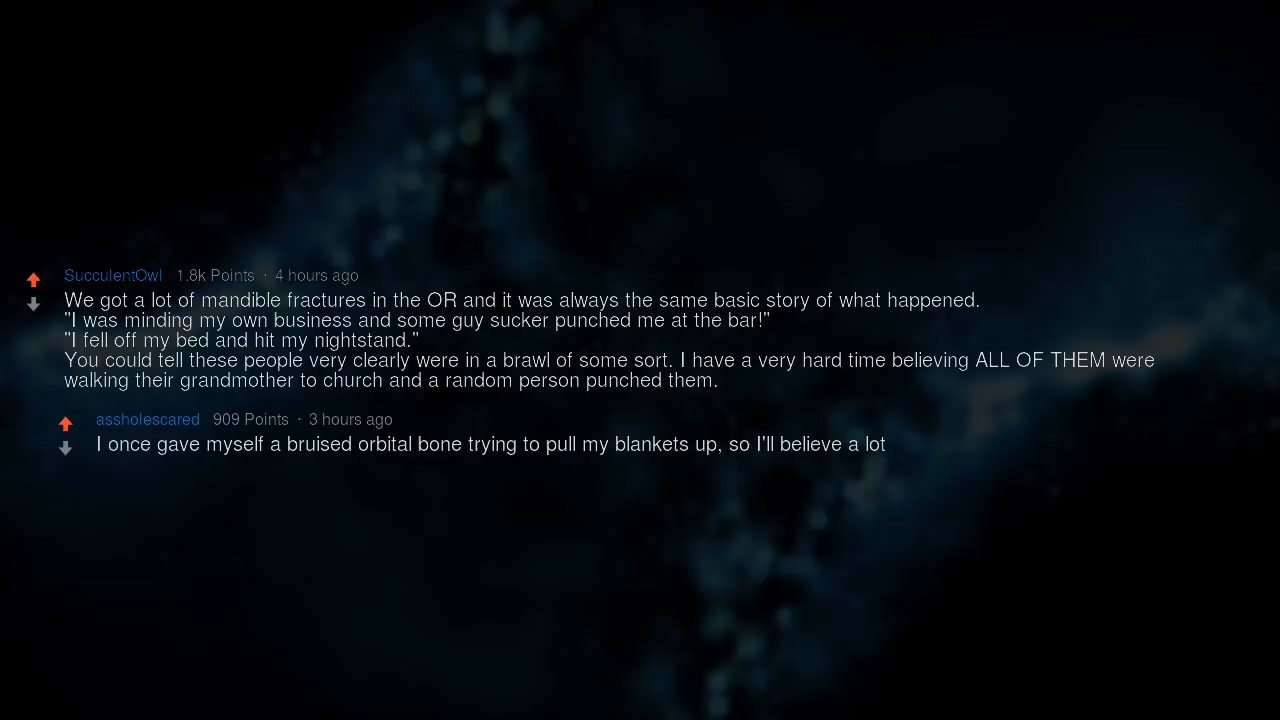 SucculentOwl 1.8k Points · 4 hours ago
We got a lot of mandible fractures in the OR and it was always the same basic story of what happened.
"I was minding my own business and some guy sucker punched me at the bar!"
"I fell off my bed and hit my nightstand."
You could tell these people very clearly were in a brawl of some sort. I have a very hard time believing ALL OF THEM were
walking their grandmother to church and a random person punched them.
assholescared 909 Points · 3 hours ago
I once gave myself a bruised orbital bone trying to pull my blankets up, so I'll believe a lot